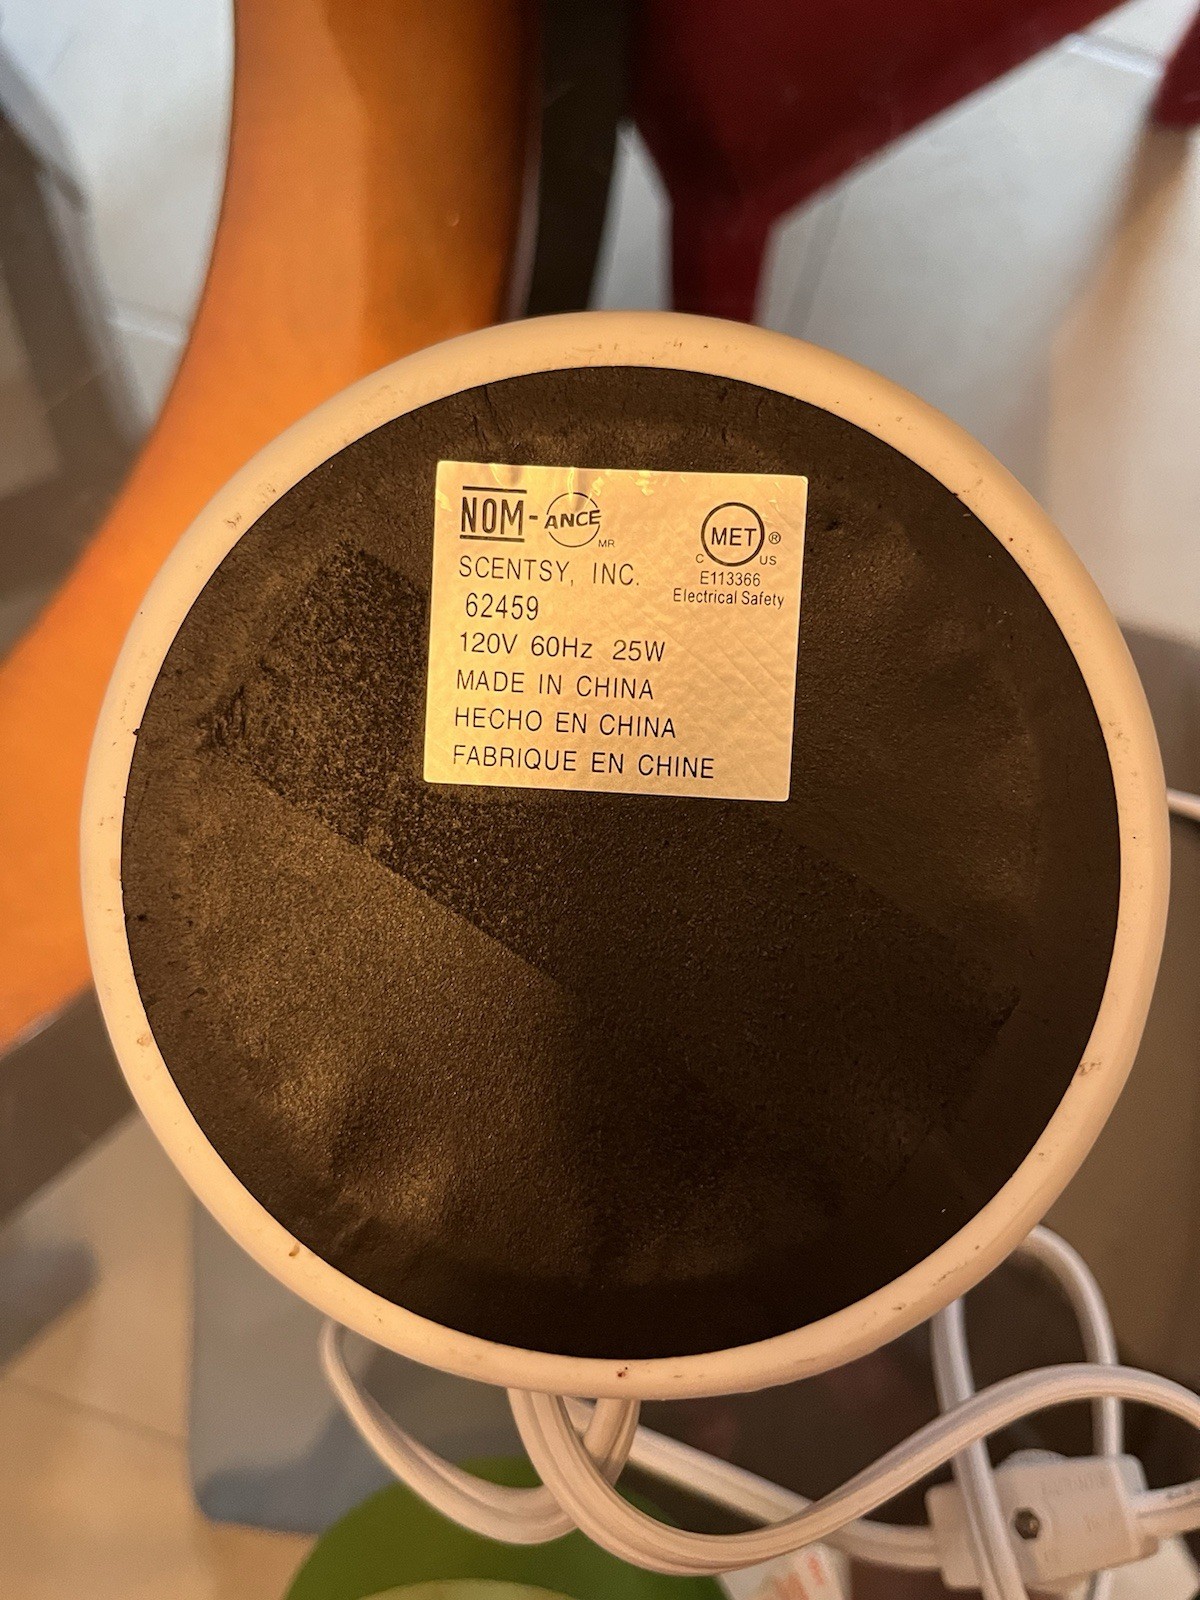 NOM-ANCE MR
SCENTSY, INC.
62459
120V 60Hz 25W
MADE IN CHINA
HECHO EN CHINA
FABRIQUE EN CHINE
MET ®
C US
E113366
Electrical Safety